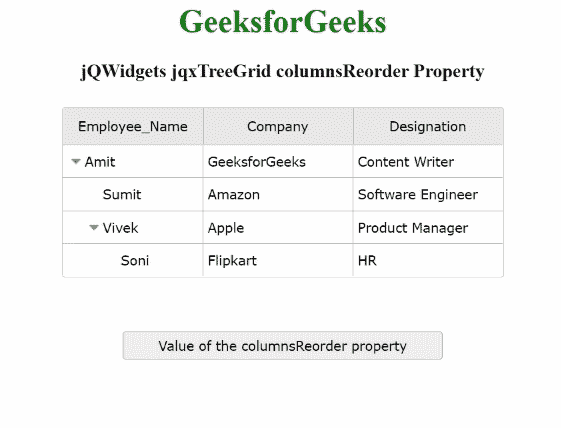 GeeksforGeeks
jQWidgets jqxTreeGrid columnsReorder Property
Employee_Name Company Designation
Amit GeeksforGeeks Content Writer
Sumit Amazon Software Engineer
Vivek Apple Product Manager
Soni Flipkart HR
Value of the columnsReorder property